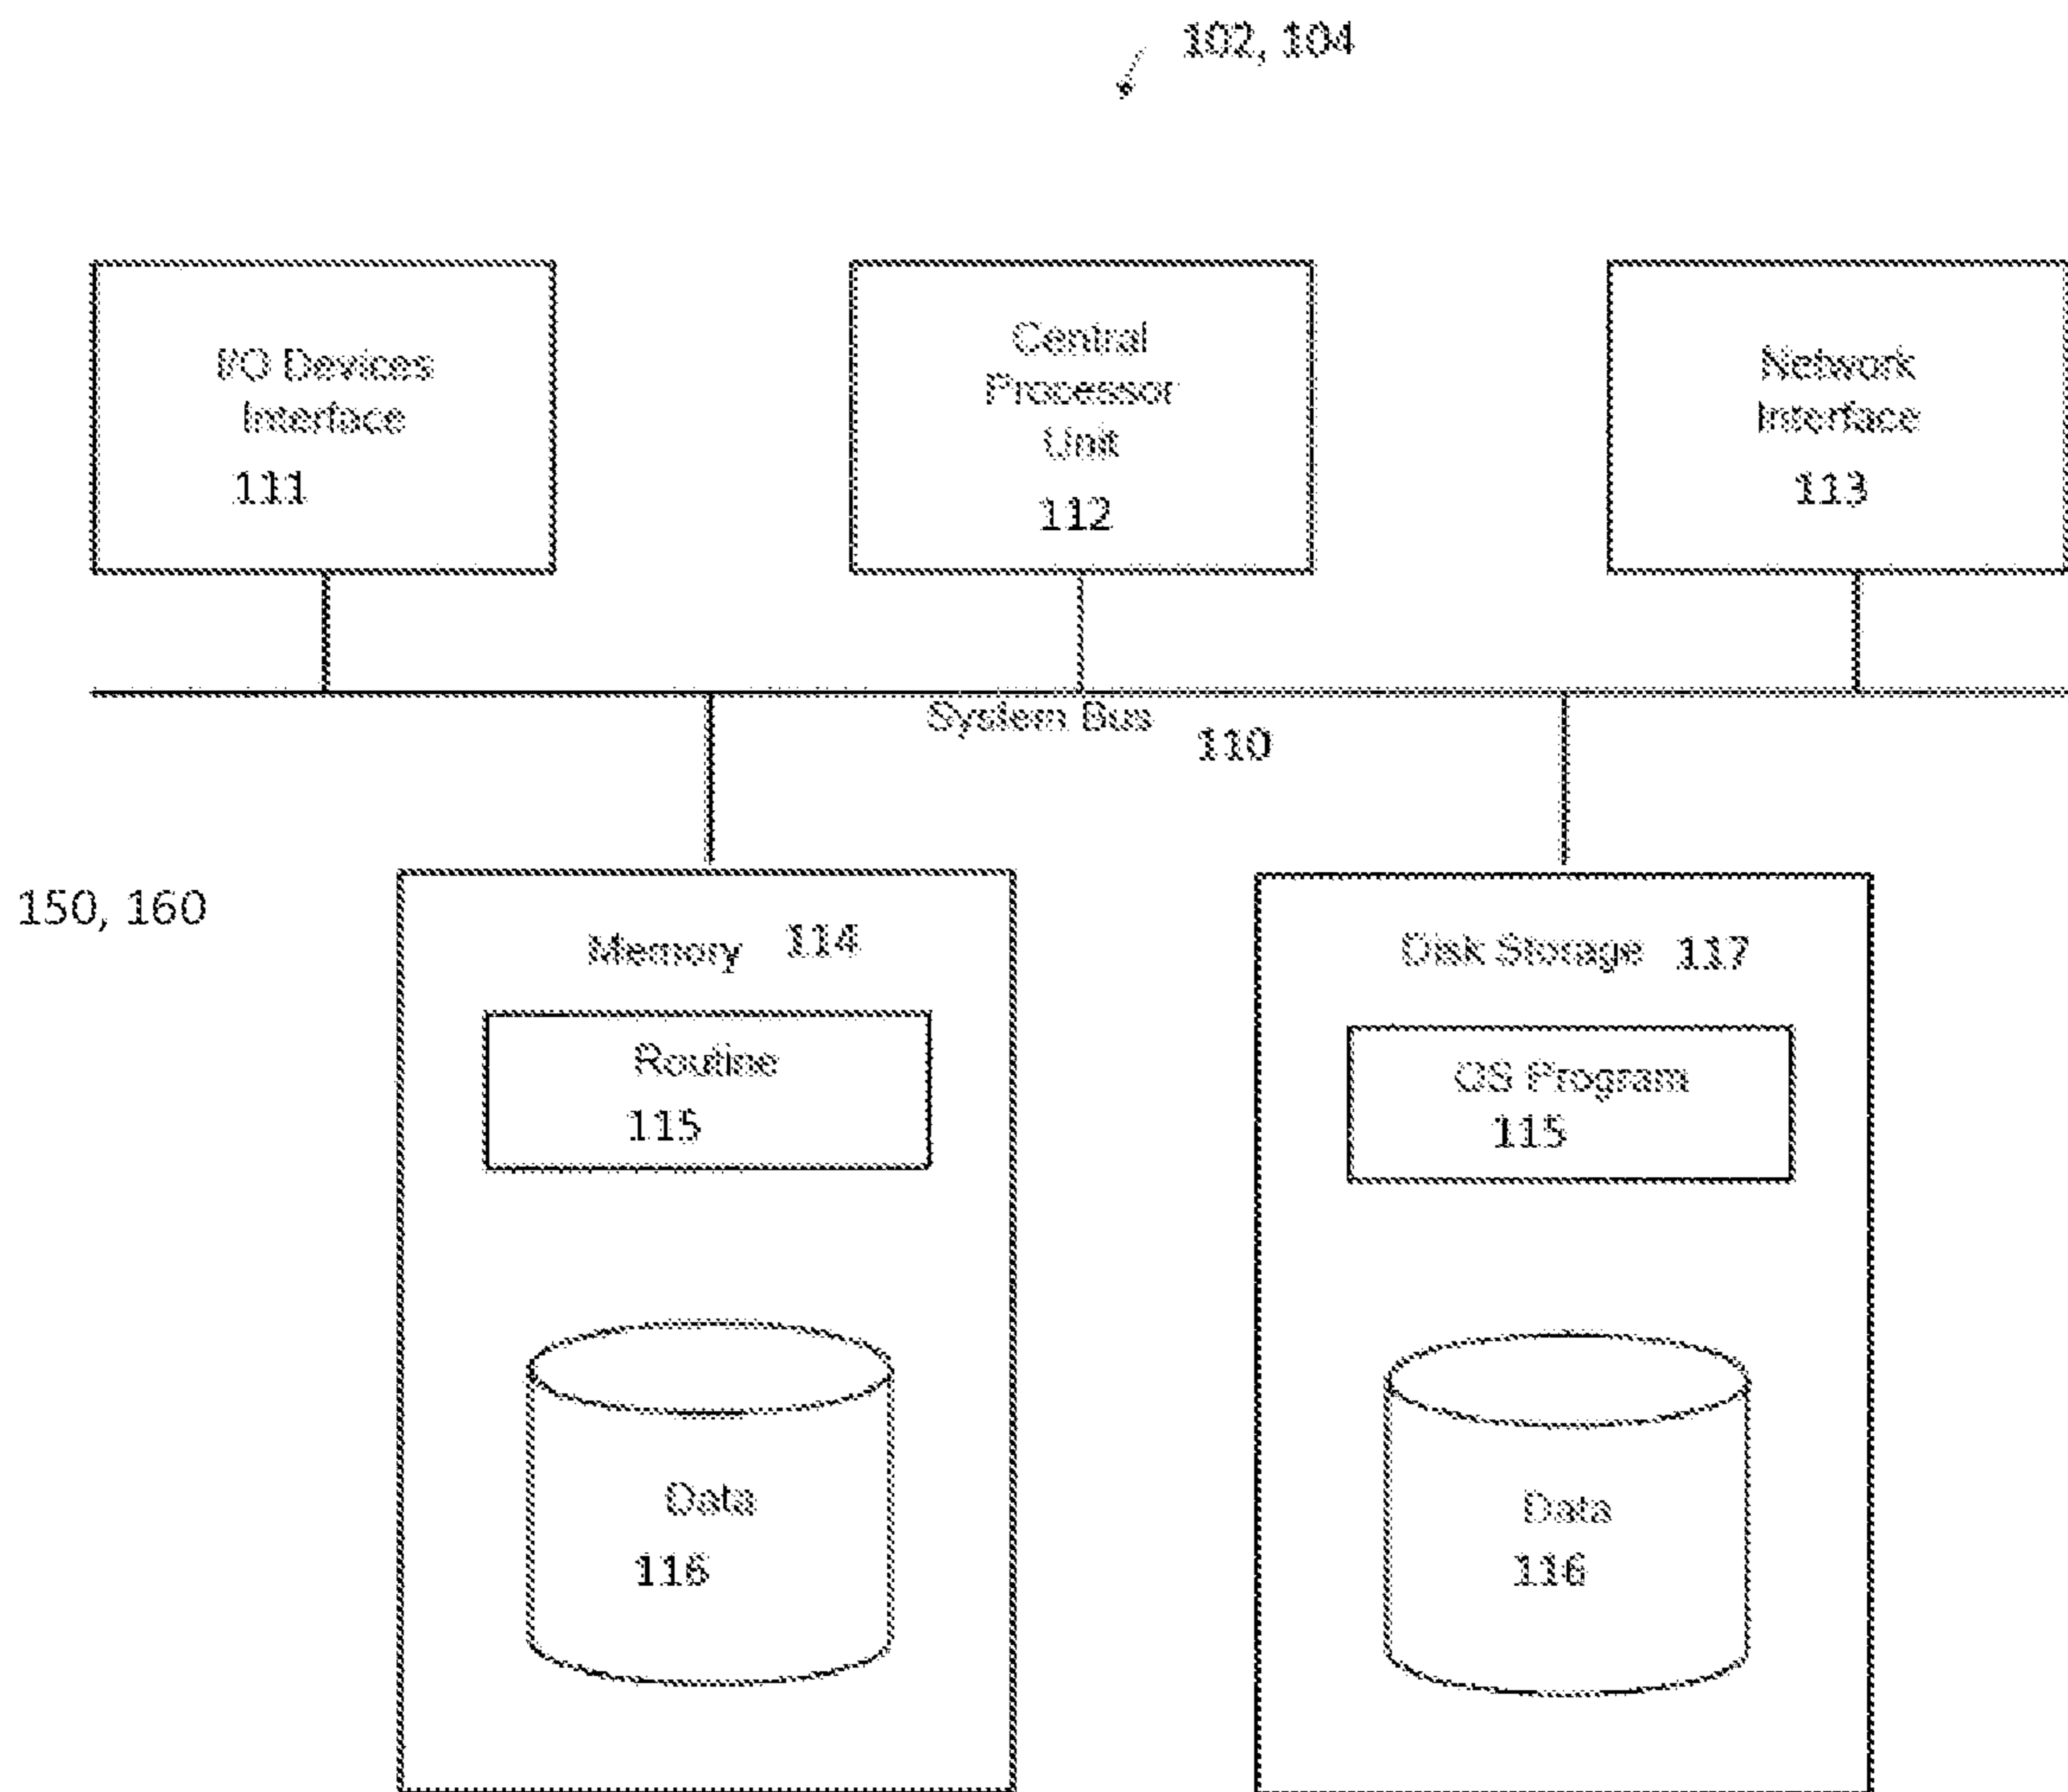 102, 104
I/O Devices
Interface
111
Central
Processor
Unit
112
Network
Interface
113
System Bus
110
150, 160
Memory 114
Routine
115
Data
116
Disk Storage 117
OS Program
115
Data
116